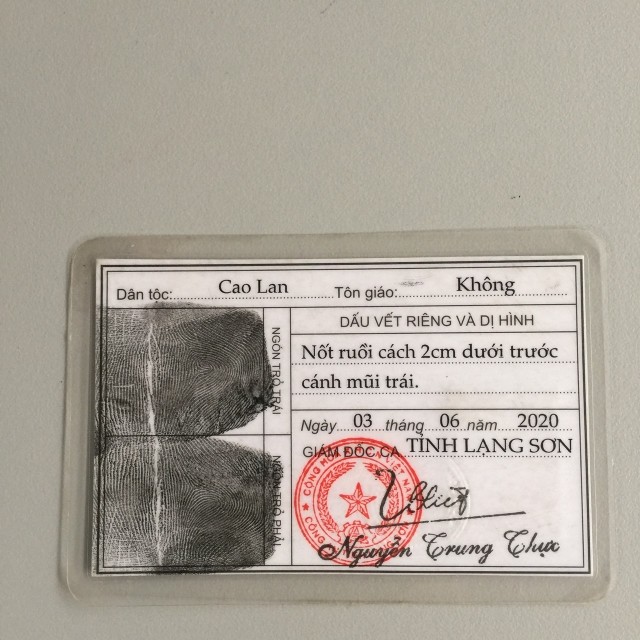 Dân tộc: Cao Lan Tôn giáo: Không
NGÓN TRỎ TRÁI
NGÓN TRỎ PHẢI
DẤU VẾT RIÊNG VÀ DỊ HÌNH
Nốt ruồi cách 2cm dưới trước
cánh mũi trái.
Ngày 03 tháng 06 năm 2020
GIÁM ĐỐC CA TỈNH LẠNG SƠN
Nguyễn Trung Thực